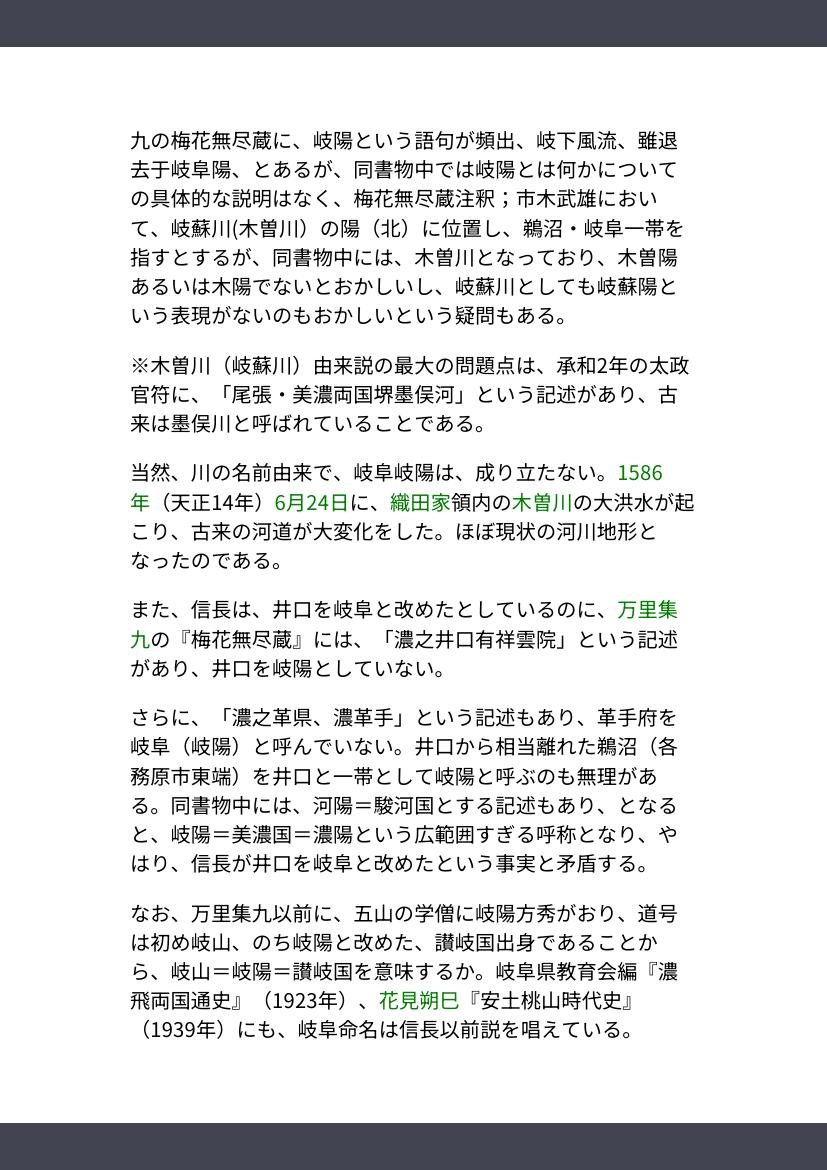 九の梅花無尽蔵に、岐陽という語句が頻出、岐下風流、雖退
去于岐阜陽、とあるが、同書物中では岐陽とは何かについて
の具体的な説明はなく、梅花無尽蔵注釈；市木武雄におい
て、岐蘇川(木曽川）の陽（北）に位置し、鵜沼・岐阜一帯を
指すとするが、同書物中には、木曽川となっており、木曽陽
あるいは木陽でないとおかしいし、岐蘇川としても岐蘇陽と
いう表現がないのもおかしいという疑問もある。
※木曽川（岐蘇川）由来説の最大の問題点は、承和2年の太政
官符に、「尾張・美濃両国堺墨俣河」という記述があり、古
来は墨俣川と呼ばれていることである。
当然、川の名前由来で、岐阜岐陽は、成り立たない。1586
年（天正14年）6月24日に、織田家領内の木曽川の大洪水が起
こり、古来の河道が大変化をした。ほぼ現状の河川地形と
なったのである。
また、信長は、井口を岐阜と改めたとしているのに、万里集
九の『梅花無尽蔵』には、「濃之井口有祥雲院」という記述
があり、井口を岐陽としていない。
さらに、「濃之革県、濃革手」という記述もあり、革手府を
岐阜（岐陽）と呼んでいない。井口から相当離れた鵜沼（各
務原市東端）を井口と一帯として岐陽と呼ぶのも無理があ
る。同書物中には、河陽＝駿河国とする記述もあり、となる
と、岐陽＝美濃国＝濃陽という広範囲すぎる呼称となり、や
はり、信長が井口を岐阜と改めたという事実と矛盾する。
なお、万里集九以前に、五山の学僧に岐陽方秀がおり、道号
は初め岐山、のち岐陽と改めた、讃岐国出身であることか
ら、岐山＝岐陽＝讃岐国を意味するか。岐阜県教育会編『濃
飛両国通史』（1923年）、花見朔巳『安土桃山時代史』
（1939年）にも、岐阜命名は信長以前説を唱えている。